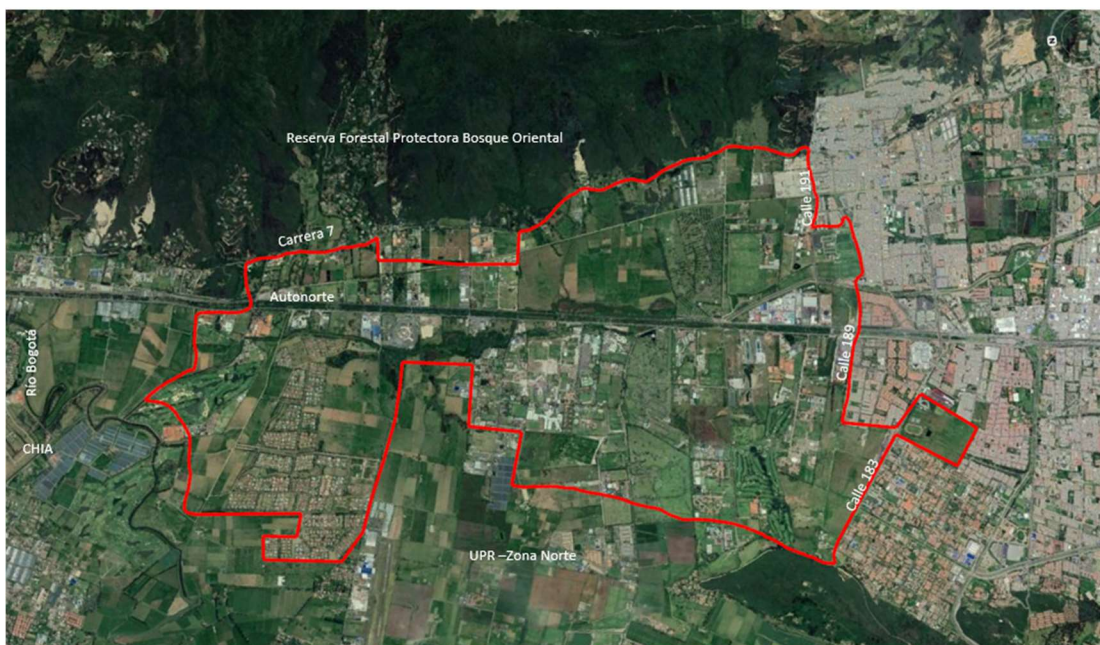 Reserva Forestal Protectora Bosque Oriental
Calle 191
Carrera 7
Autonorte
Río Bogotá
Calle 189
CHIA
Calle 183
UPR –Zona Norte